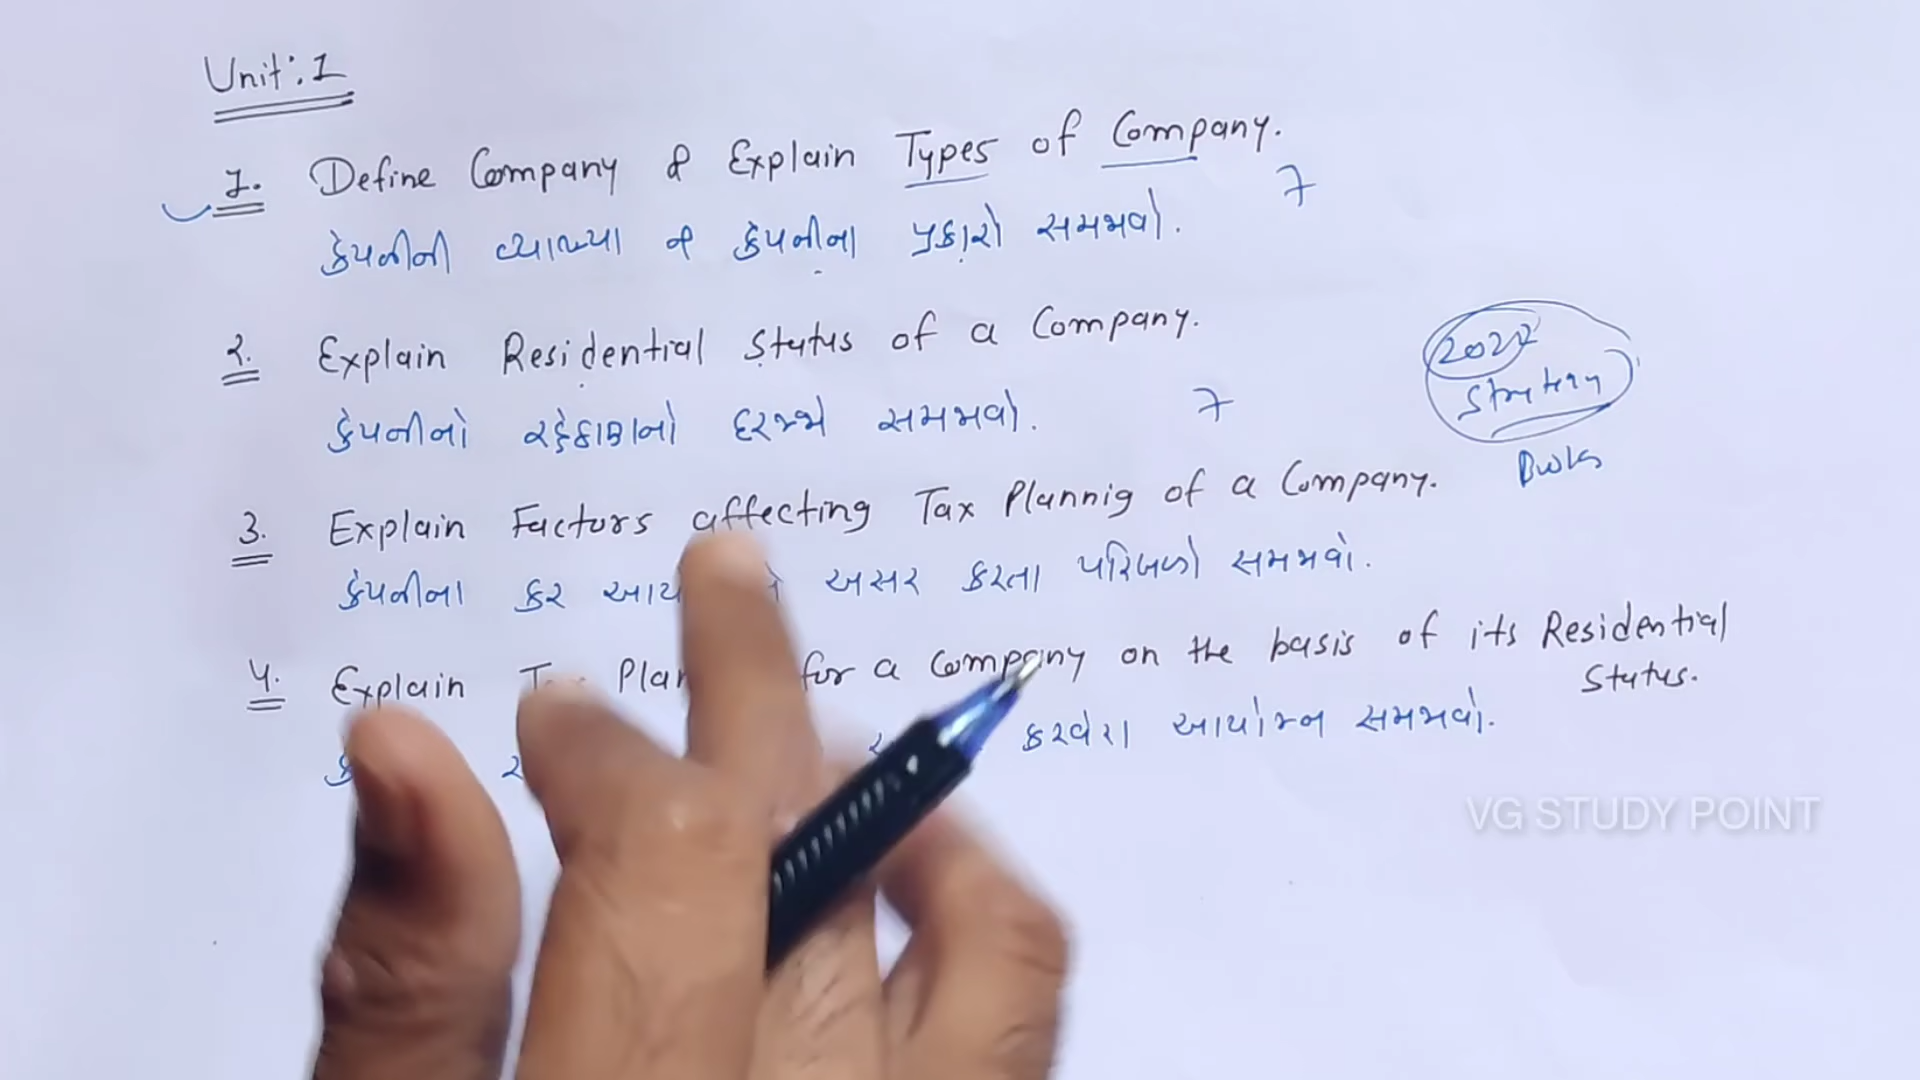 Unit: 1
1. Define Company & Explain Types of Company.
કંપનીની વ્યાખ્યા ને કંપનીના પ્રકારો સમજાવો. 7
2. Explain Residential Status of a Company.
કંપનીનો રહેઠાણનો દરજ્જો સમજાવો. 7
Books
3. Explain Factors affecting Tax Plannig of a Company.
કંપનીના કર અસર કરતા પરિબળો સમજાવો.
4. Explain for a Company on the basis of its Residential
Status.
કરવેરા આયોજન સમજાવો.
VG STUDY POINT